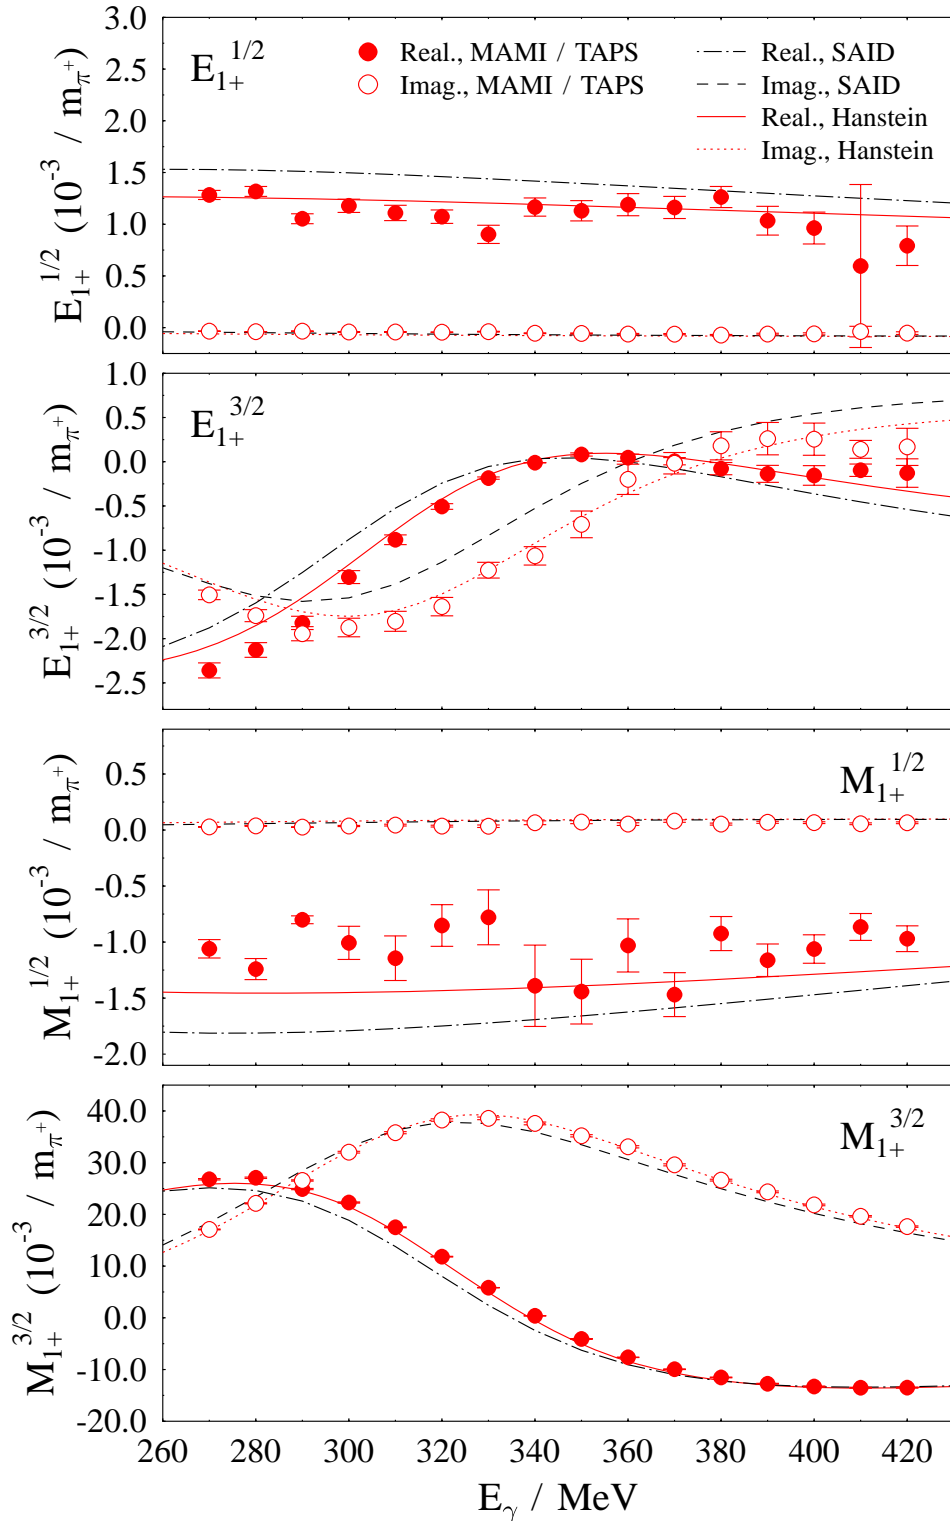 E₁₊^1/2
Real., MAMI / TAPS
Imag., MAMI / TAPS
Real., SAID
Imag., SAID
Real., Hanstein
Imag., Hanstein
E₁₊^1/2 (10⁻³ / m_π⁺)
3.0
2.5
2.0
1.5
1.0
0.5
0.0
E₁₊^3/2
E₁₊^3/2 (10⁻³ / m_π⁺)
1.0
0.5
0.0
-0.5
-1.0
-1.5
-2.0
-2.5
M₁₊^1/2
M₁₊^1/2 (10⁻³ / m_π⁺)
0.5
0.0
-0.5
-1.0
-1.5
-2.0
M₁₊^3/2
M₁₊^3/2 (10⁻³ / m_π⁺)
40.0
30.0
20.0
10.0
0.0
-10.0
-20.0
260 280 300 320 340 360 380 400 420
E_γ / MeV